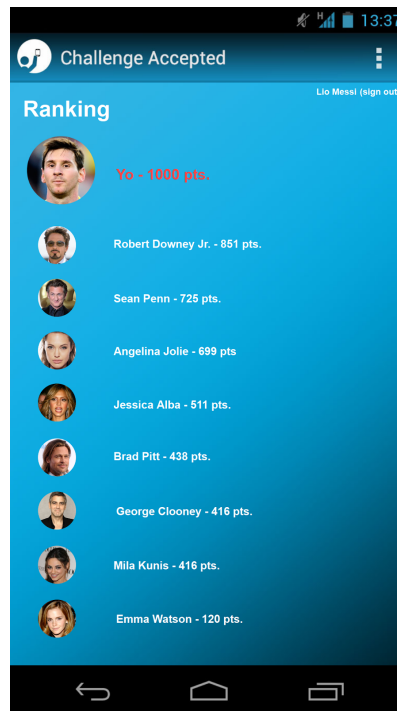 H 13:37
Challenge Accepted
Lio Messi (sign out
Ranking
Yo - 1000 pts.
Robert Downey Jr. - 851 pts.
Sean Penn - 725 pts.
Angelina Jolie - 699 pts
Jessica Alba - 511 pts.
Brad Pitt - 438 pts.
George Clooney - 416 pts.
Mila Kunis - 416 pts.
Emma Watson - 120 pts.